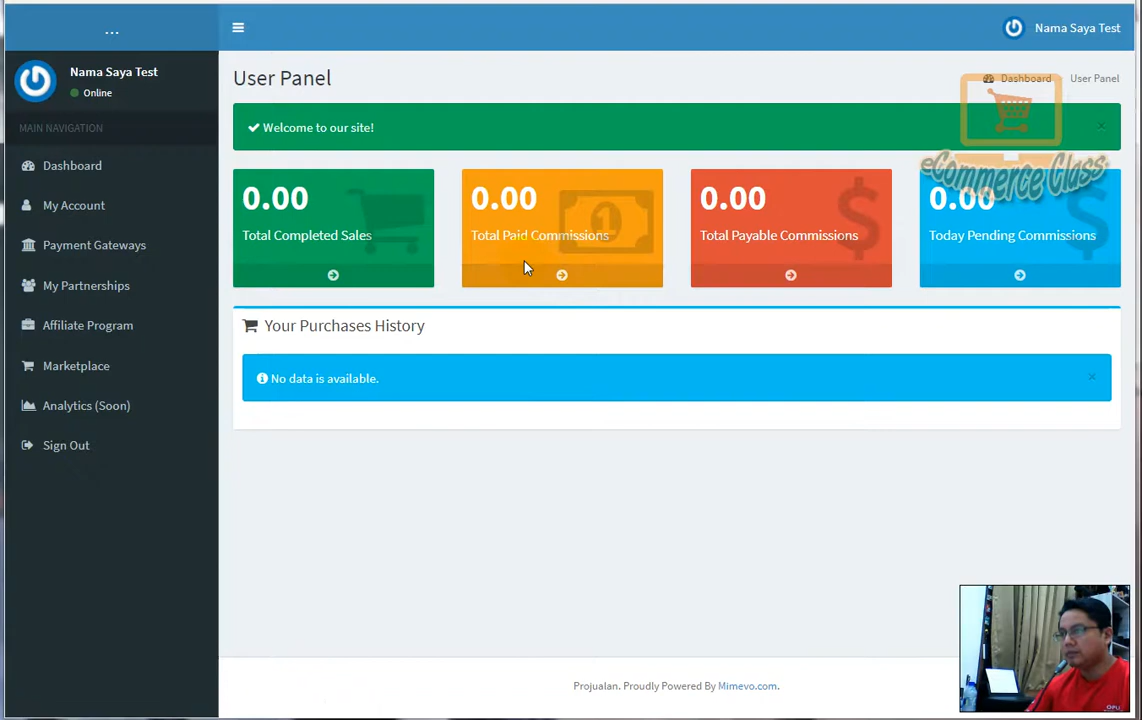 ...
Nama Saya Test
Nama Saya Test
Online
MAIN NAVIGATION
Dashboard
My Account
Payment Gateways
My Partnerships
Affiliate Program
Marketplace
Analytics (Soon)
Sign Out
User Panel
Dashboard
User Panel
Welcome to our site!
×
eCommerce Class
0.00
Total Completed Sales
0.00
Total Paid Commissions
0.00
Total Payable Commissions
0.00
Today Pending Commissions
Your Purchases History
No data is available.
×
Projualan. Proudly Powered By Mimevo.com.